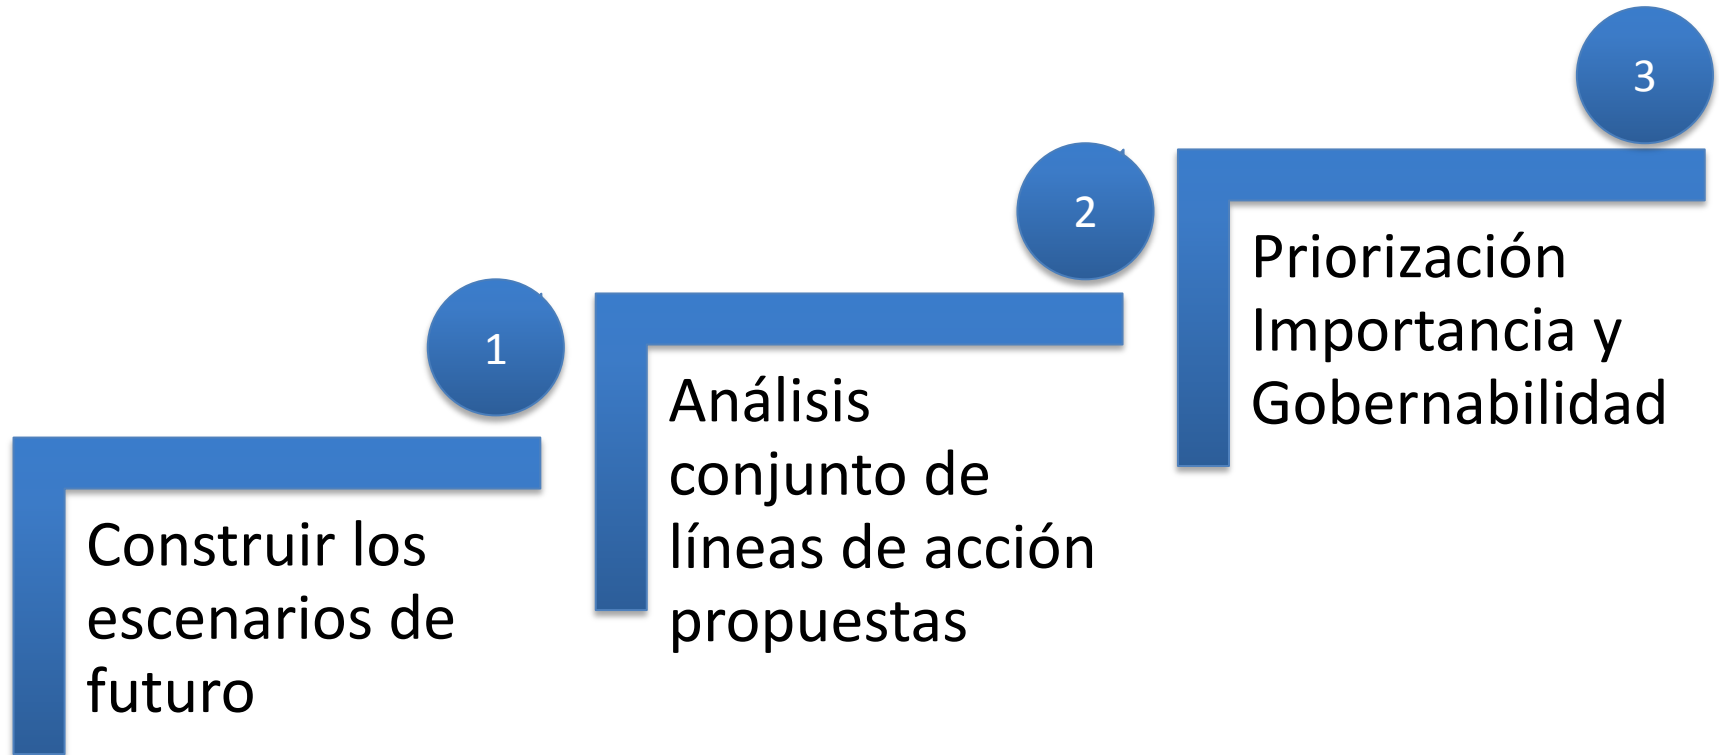 1
Construir los
escenarios de
futuro
2
Análisis
conjunto de
líneas de acción
propuestas
3
Priorización
Importancia y
Gobernabilidad